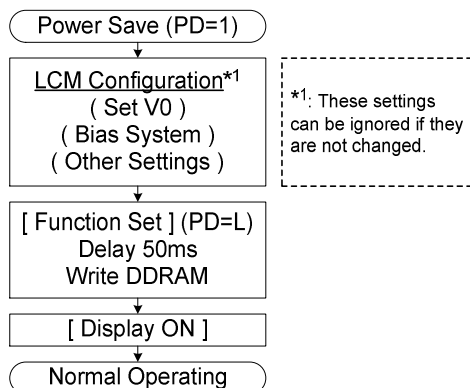 Power Save (PD=1)
LCM Configuration*1
( Set V0 )
( Bias System )
( Other Settings )
*1: These settings
can be ignored if they
are not changed.
[ Function Set ] (PD=L)
Delay 50ms
Write DDRAM
[ Display ON ]
Normal Operating